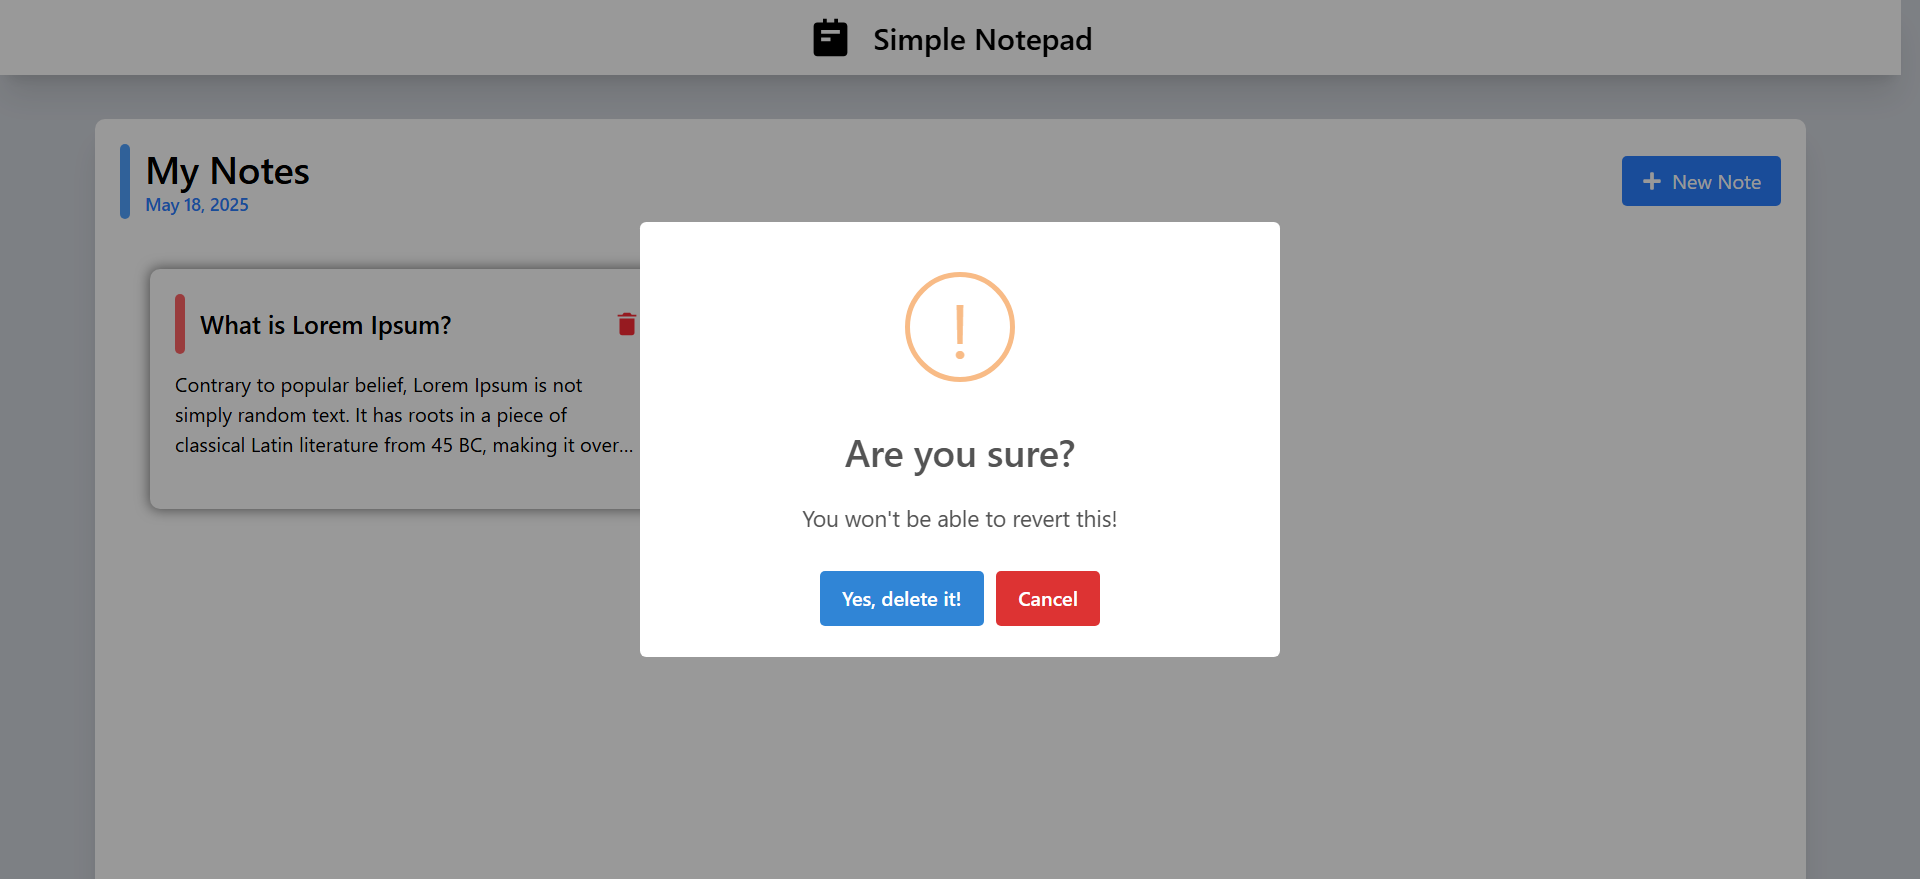 Simple Notepad
My Notes
May 18, 2025
New Note
What is Lorem Ipsum?
Contrary to popular belief, Lorem Ipsum is not
simply random text. It has roots in a piece of
classical Latin literature from 45 BC, making it over...
!
Are you sure?
You won't be able to revert this!
Yes, delete it!
Cancel